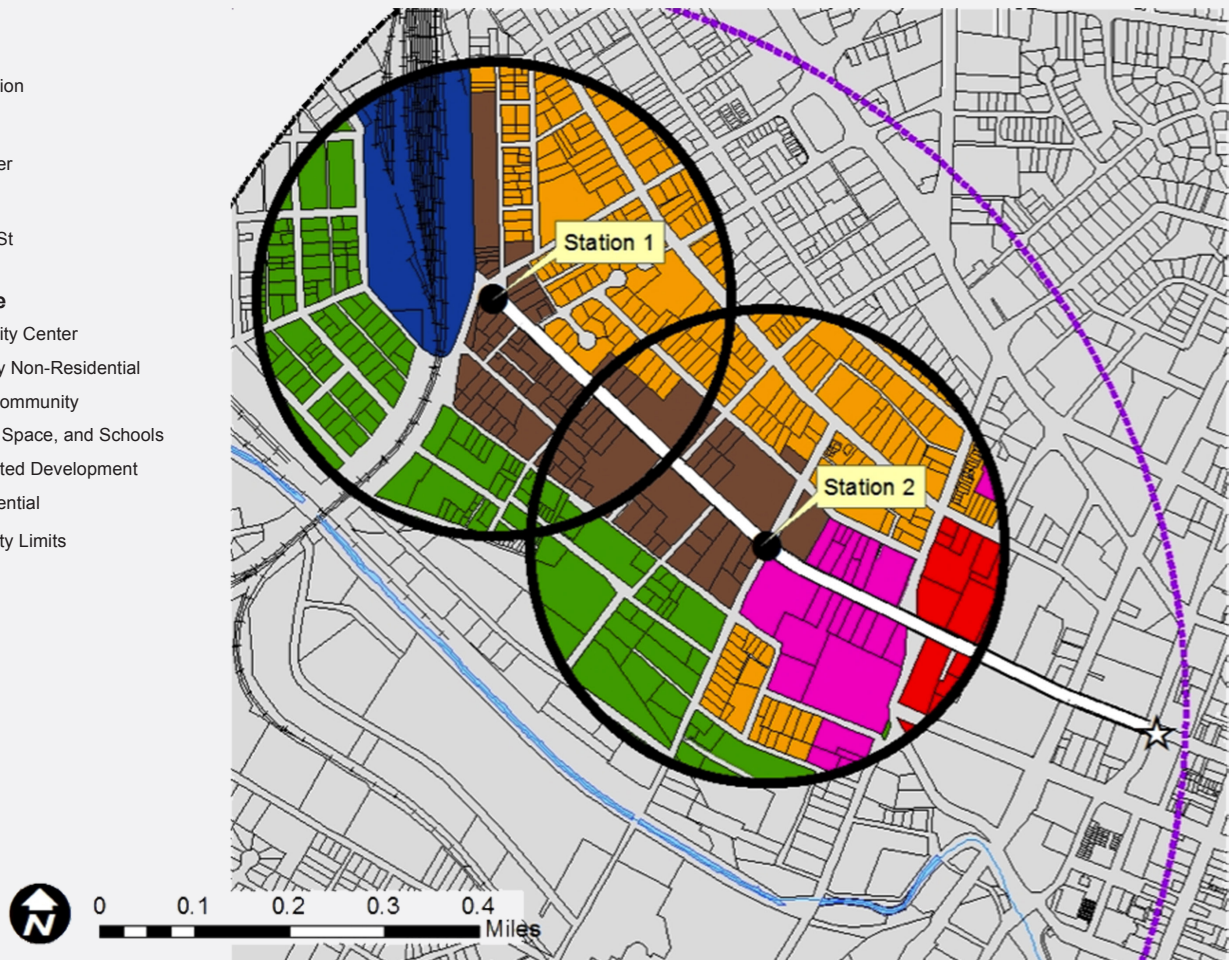 ion
er
St
e
ity Center
y Non-Residential
ommunity
Space, and Schools
ted Development
ential
ty Limits
Station 1
Station 2
N
0 0.1 0.2 0.3 0.4
Miles